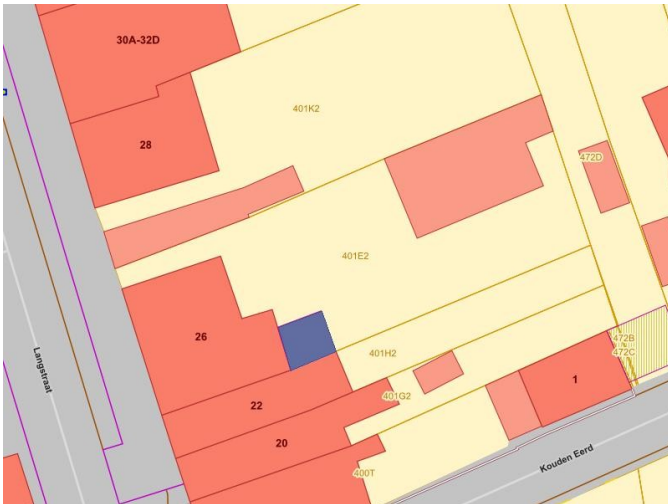 30A-32D
401K2
28
472D
401E2
26
472B
401H2
472C
Langstraat
1
401G2
22
20
Kouden Eerd
400T